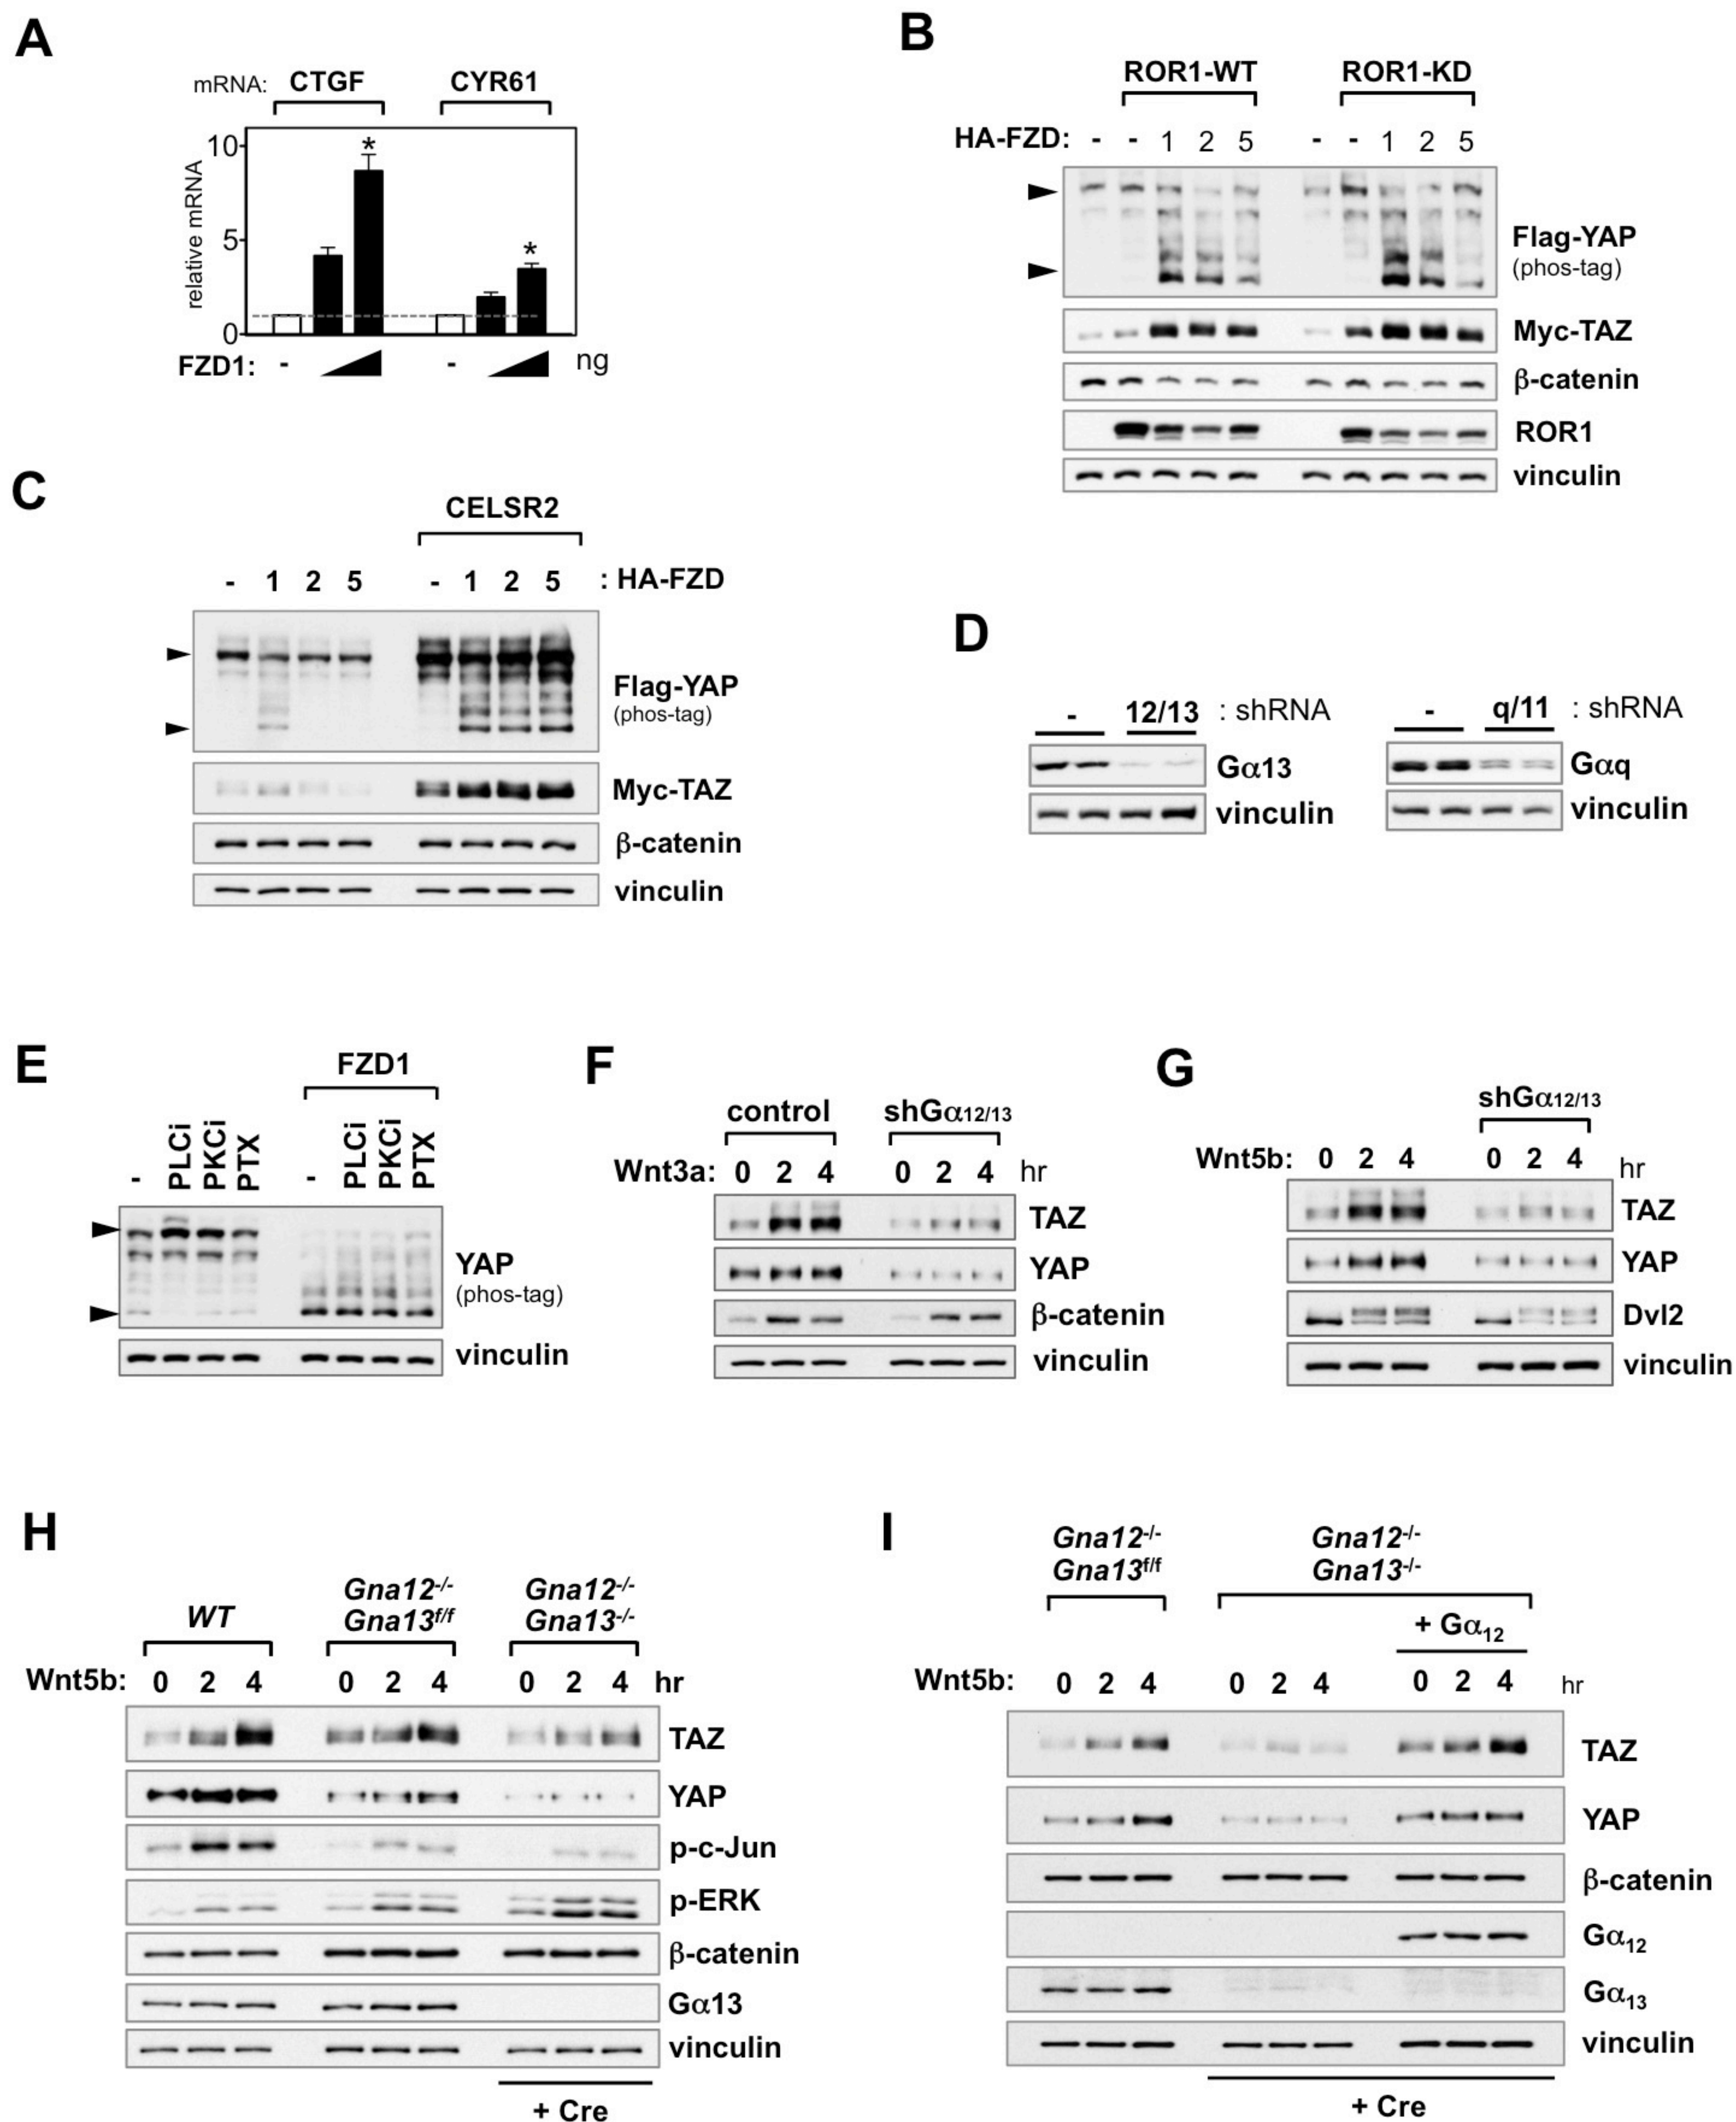 A
mRNA: CTGF CYR61
relative mRNA
10
5
0
*
*
FZD1: - - ng
B
ROR1-WT ROR1-KD
HA-FZD: - - 1 2 5 - - 1 2 5
Flag-YAP
(phos-tag)
Myc-TAZ
β-catenin
ROR1
vinculin
C
CELSR2
- 1 2 5 - 1 2 5 : HA-FZD
Flag-YAP
(phos-tag)
Myc-TAZ
β-catenin
vinculin
D
- 12/13 : shRNA
Gα13
vinculin
- q/11 : shRNA
Gαq
vinculin
E
FZD1
- PLCi PKCi PTX - PLCi PKCi PTX
YAP
(phos-tag)
vinculin
F
control shGα12/13
Wnt3a: 0 2 4 0 2 4 hr
TAZ
YAP
β-catenin
vinculin
G
shGα12/13
Wnt5b: 0 2 4 0 2 4 hr
TAZ
YAP
Dvl2
vinculin
H
WT Gna12-/- Gna13f/f Gna12-/- Gna13-/-
Wnt5b: 0 2 4 0 2 4 0 2 4 hr
TAZ
YAP
p-c-Jun
p-ERK
β-catenin
Gα13
vinculin
+ Cre
I
Gna12-/- Gna13f/f Gna12-/- Gna13-/-
+ Gα12
Wnt5b: 0 2 4 0 2 4 0 2 4 hr
TAZ
YAP
β-catenin
Gα12
Gα13
vinculin
+ Cre